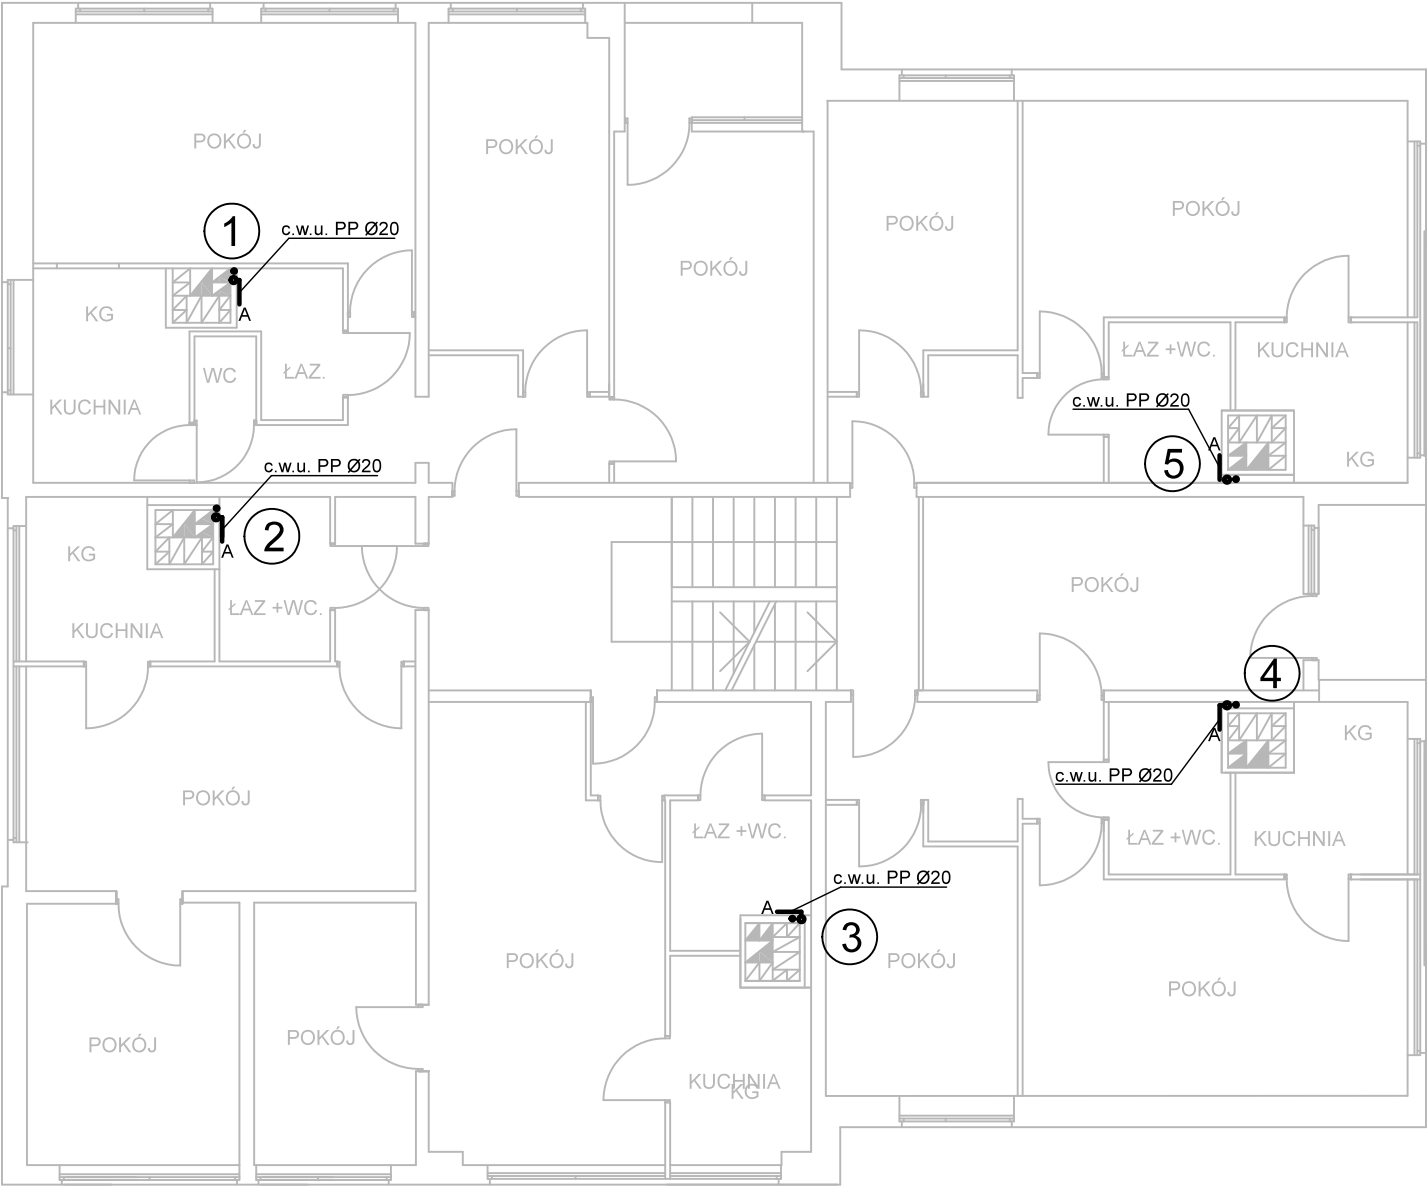 POKÓJ
POKÓJ
POKÓJ
POKÓJ
POKÓJ
1
c.w.u. PP Ø20
KG
A
WC
ŁAZ.
KUCHNIA
ŁAZ +WC.
KUCHNIA
c.w.u. PP Ø20
A
5
KG
c.w.u. PP Ø20
2
A
KG
ŁAZ +WC.
KUCHNIA
POKÓJ
4
A
KG
c.w.u. PP Ø20
ŁAZ +WC.
KUCHNIA
POKÓJ
ŁAZ +WC.
c.w.u. PP Ø20
A
3
POKÓJ
POKÓJ
POKÓJ
POKÓJ
POKÓJ
KUCHNIA
KG